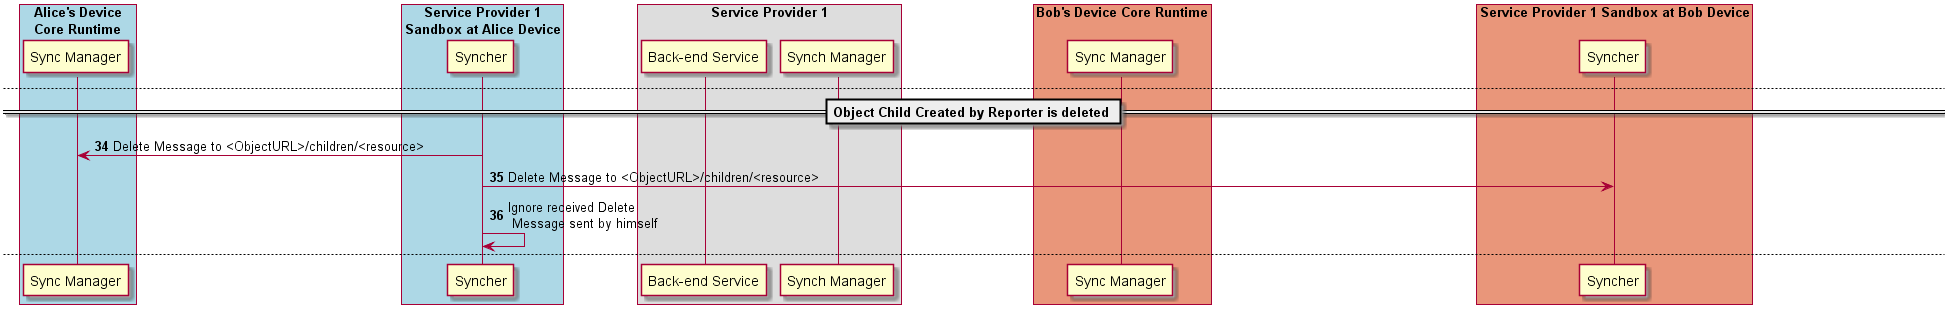 Alice's Device
Core Runtime
Service Provider 1
Sandbox at Alice Device
Service Provider 1
Bob's Device Core Runtime
Service Provider 1 Sandbox at Bob Device
Sync Manager
Syncher
Back-end Service
Synch Manager
Sync Manager
Syncher
Object Child Created by Reporter is deleted
34 Delete Message to <ObjectURL>/children/<resource>
35 Delete Message to <ObjectURL>/children/<resource>
36 Ignore received Delete
Message sent by himself
Sync Manager
Syncher
Back-end Service
Synch Manager
Sync Manager
Syncher